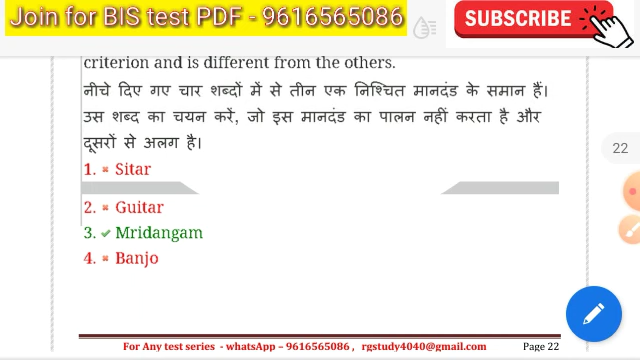 Join for BIS test PDF - 9616565086
SUBSCRIBE
criterion and is different from the others.
नीचे दिए गए चार शब्दों में से तीन एक निश्चित मानदंड के समान हैं।
उस शब्द का चयन करें, जो इस मानदंड का पालन नहीं करता है और
दूसरों से अलग है।
22
1. Sitar
2. Guitar
3. Mridangam
4. Banjo
For Any test series - whatsApp – 9616565086 , rgstudy4040@gmail.com Page 22